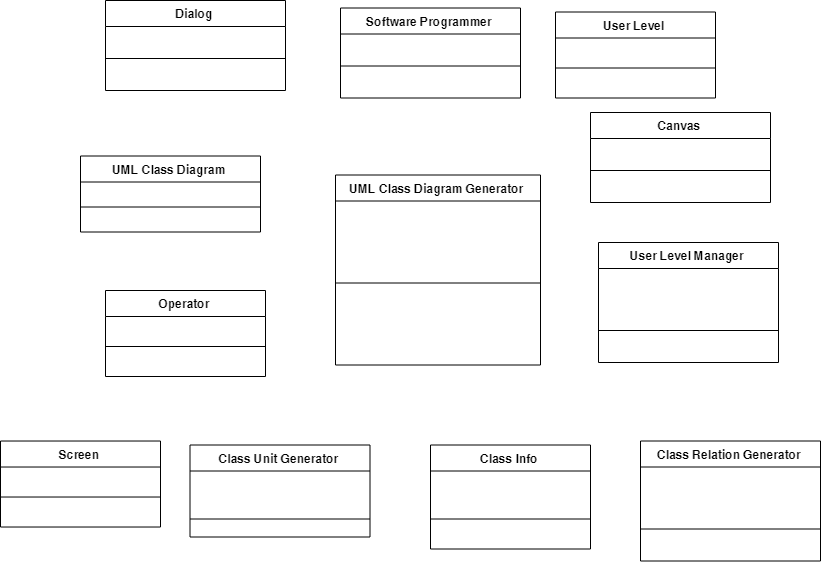 Dialog
Software Programmer
User Level
Canvas
UML Class Diagram
UML Class Diagram Generator
User Level Manager
Operator
Screen
Class Unit Generator
Class Info
Class Relation Generator